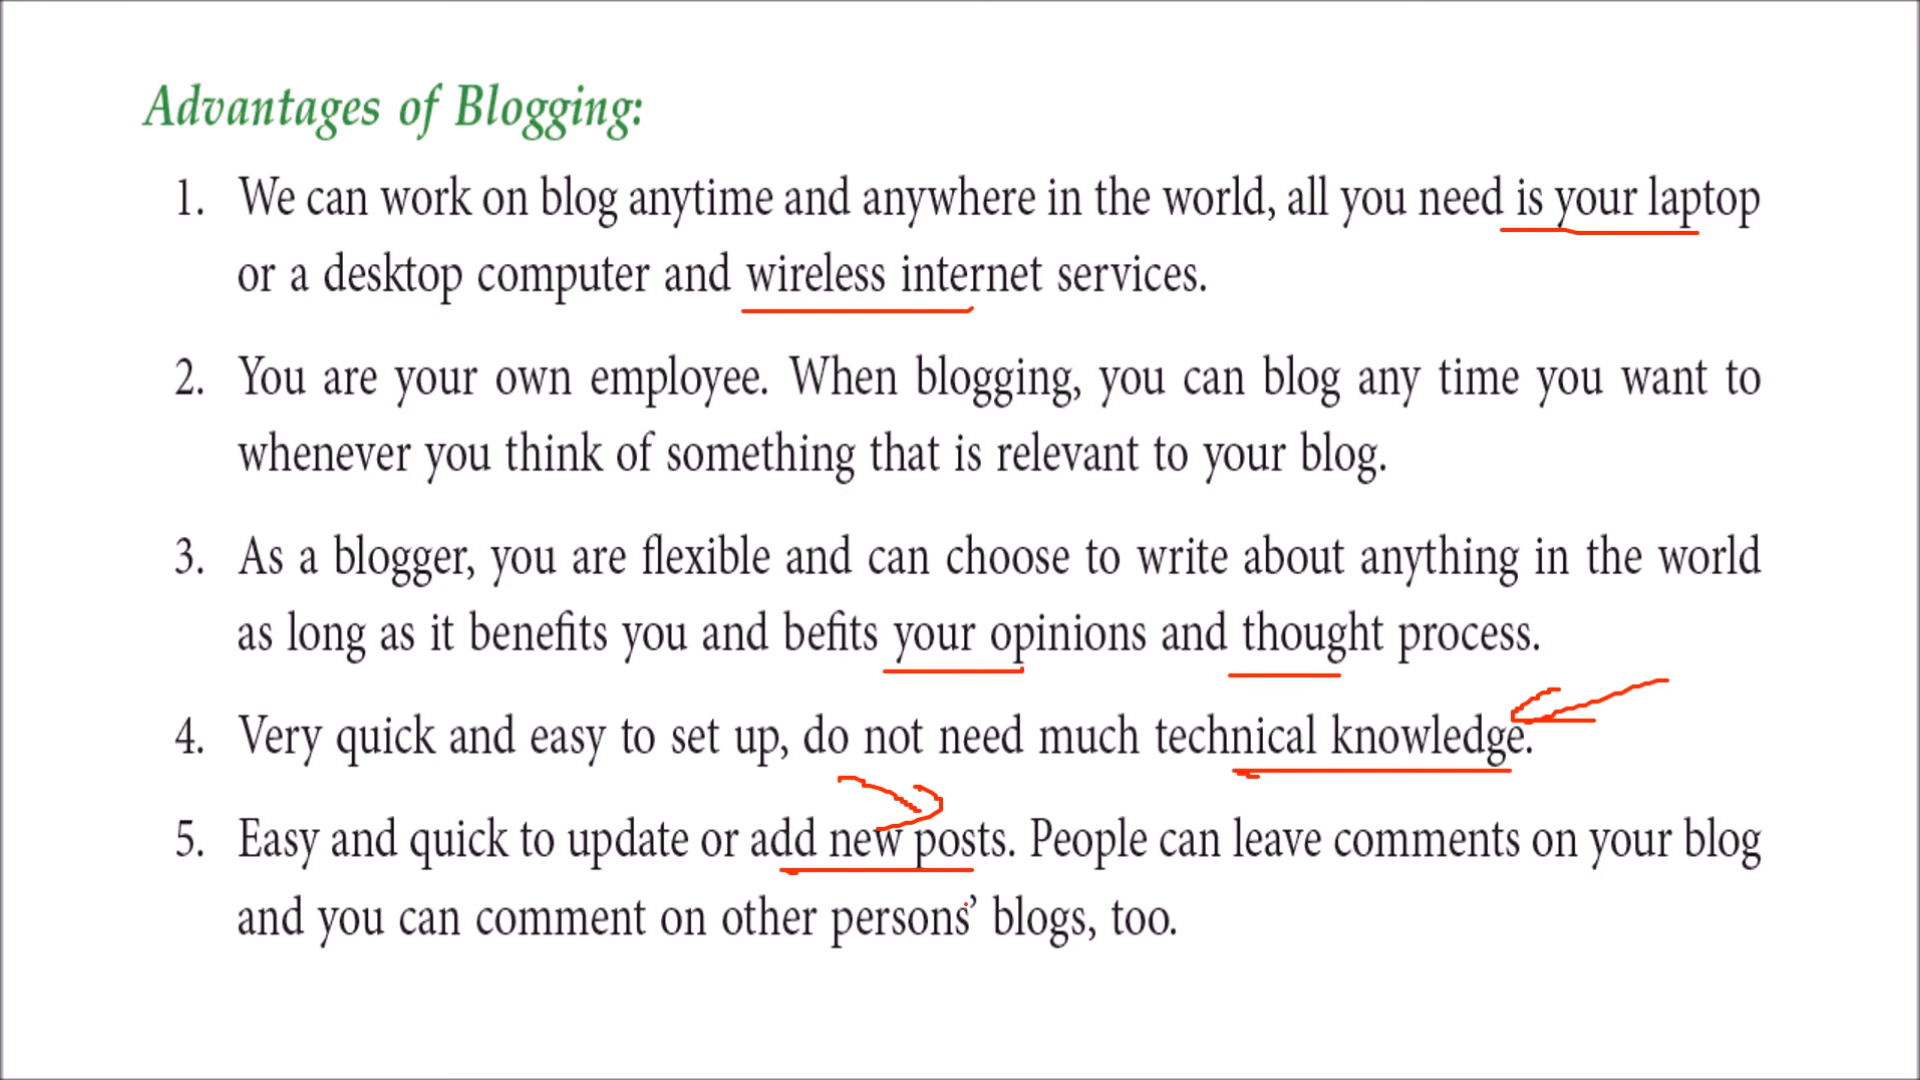 Advantages of Blogging:
1. We can work on blog anytime and anywhere in the world, all you need is your laptop
or a desktop computer and wireless internet services.
2. You are your own employee. When blogging, you can blog any time you want to
whenever you think of something that is relevant to your blog.
3. As a blogger, you are flexible and can choose to write about anything in the world
as long as it benefits you and befits your opinions and thought process.
4. Very quick and easy to set up, do not need much technical knowledge.
5. Easy and quick to update or add new posts. People can leave comments on your blog
and you can comment on other persons’ blogs, too.